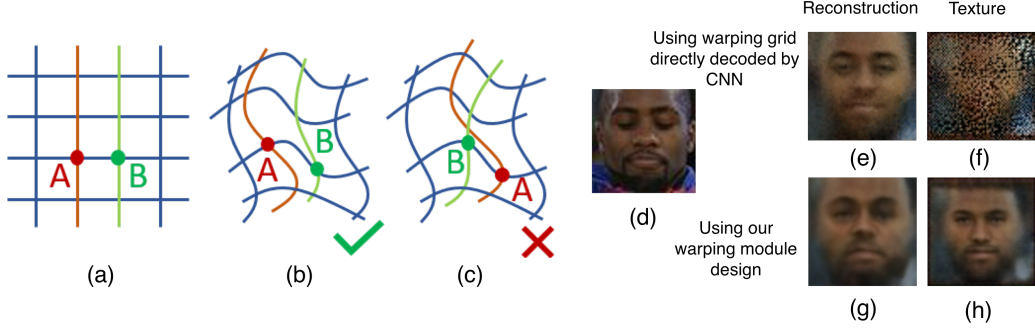 Reconstruction Texture
Using warping grid
directly decoded by
CNN
A B
A B
B A
(a) (b) (c) (d) (e) (f)
Using our
warping module
design
(g) (h)